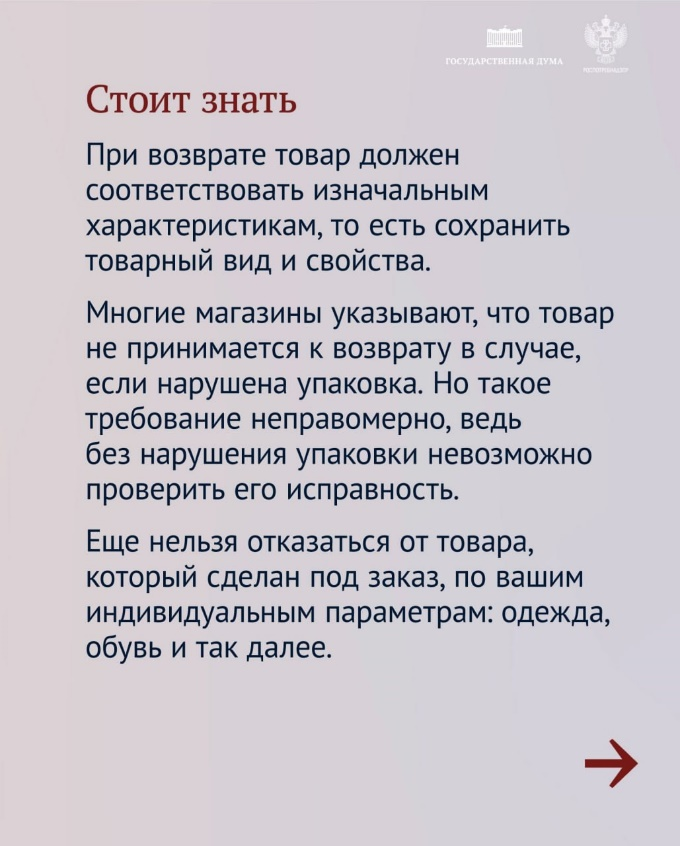 ГОСУДАРСТВЕННАЯ ДУМА
РОСПОТРЕБНАДЗОР
Стоит знать
При возврате товар должен
соответствовать изначальным
характеристикам, то есть сохранить
товарный вид и свойства.
Многие магазины указывают, что товар
не принимается к возврату в случае,
если нарушена упаковка. Но такое
требование неправомерно, ведь
без нарушения упаковки невозможно
проверить его исправность.
Еще нельзя отказаться от товара,
который сделан под заказ, по вашим
индивидуальным параметрам: одежда,
обувь и так далее.